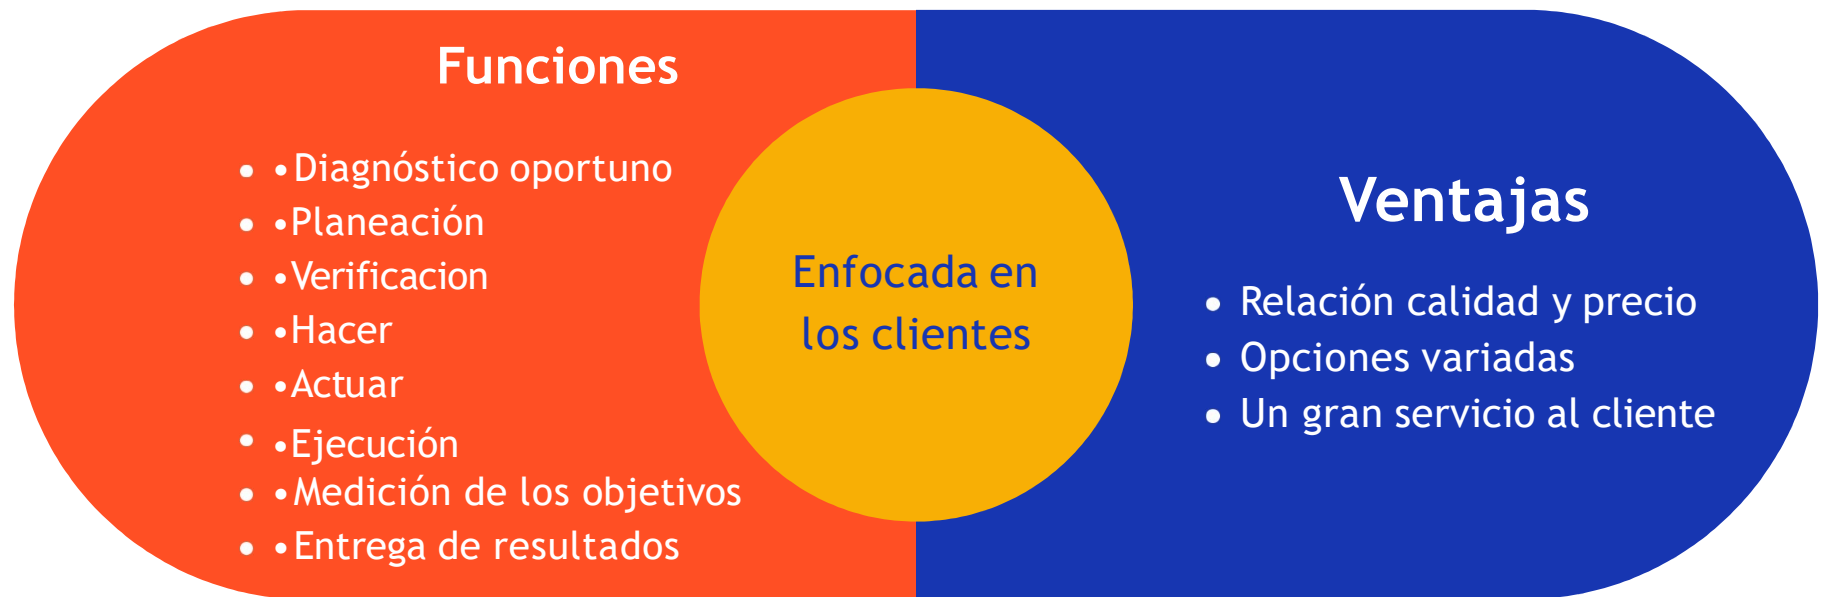 Funciones
• •Diagnóstico oportuno
• •Planeación
• •Verificacion
• •Hacer
• •Actuar
• •Ejecución
• •Medición de los objetivos
• •Entrega de resultados
Enfocada en
los clientes
Ventajas
• Relación calidad y precio
• Opciones variadas
• Un gran servicio al cliente